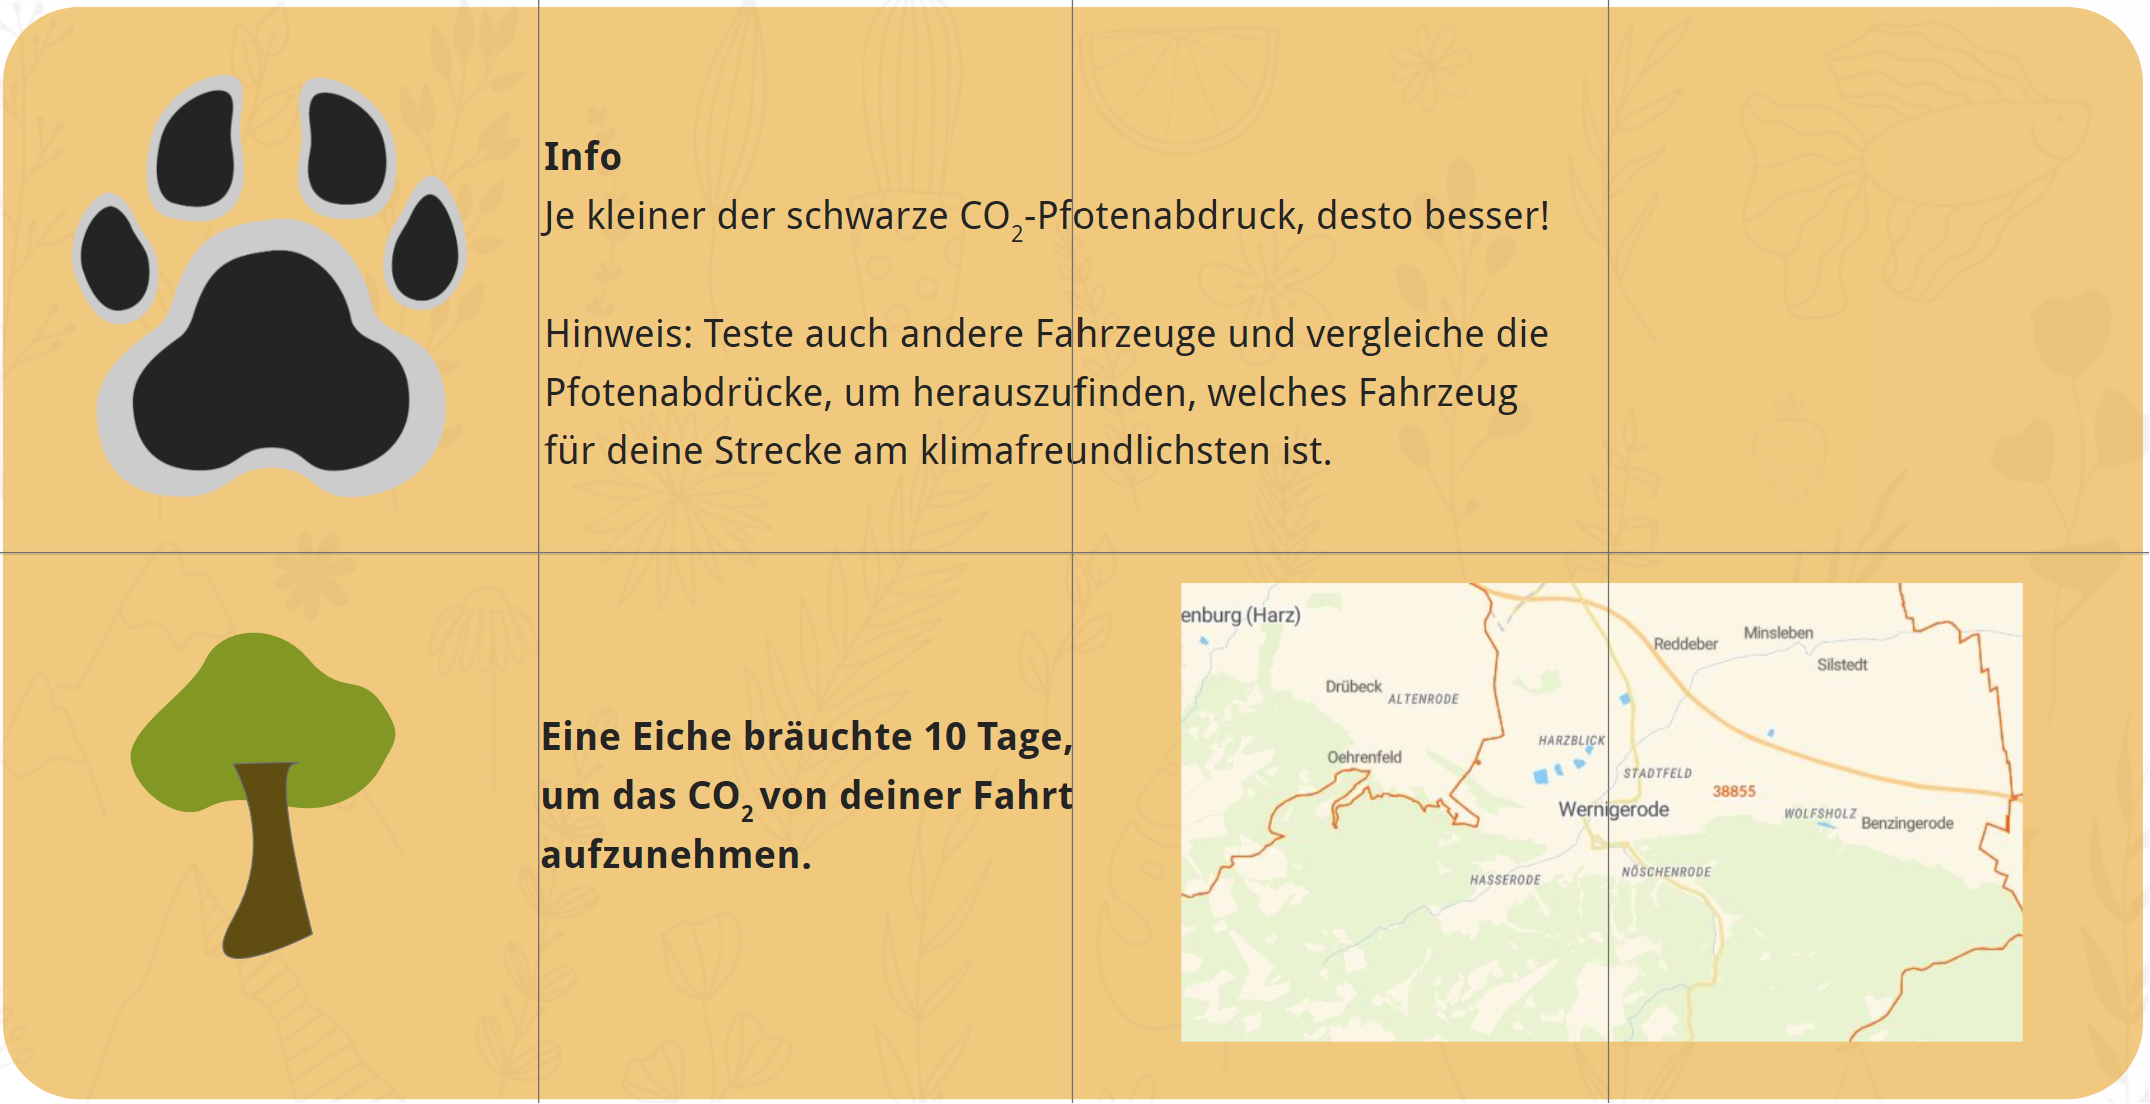 Info
Je kleiner der schwarze CO₂-Pfotenabdruck, desto besser!
Hinweis: Teste auch andere Fahrzeuge und vergleiche die
Pfotenabdrücke, um herauszufinden, welches Fahrzeug
für deine Strecke am klimafreundlichsten ist.
Eine Eiche bräuchte 10 Tage,
um das CO₂ von deiner Fahrt
aufzunehmen.
enburg (Harz)
Minsleben
Reddeber
Silstedt
Drübeck
ALTENRODE
HARZBLICK
Oehrenfeld
STADTFELD
38855
Wernigerode
WOLFSHOLZ
Benzingerode
NÖSCHENRODE
HASSERODE